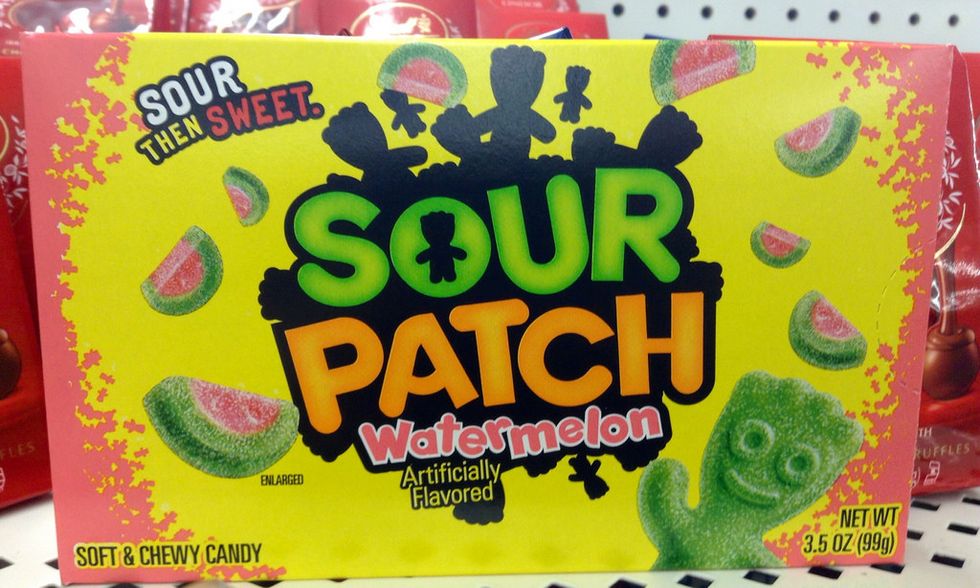 SOUR
THEN SWEET.
SOUR
PATCH
Watermelon
Artificially
Flavored
ENLARGED
SOFT & CHEWY CANDY
NET WT
3.5 OZ (99g)